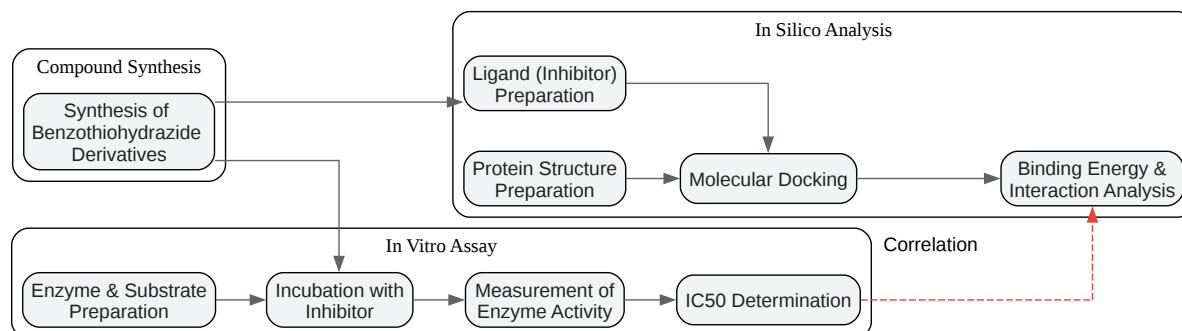 In Silico Analysis
Compound Synthesis
Ligand (Inhibitor)
Preparation
Synthesis of
Benzothiohydrazide
Derivatives
Protein Structure
Preparation
Molecular Docking
Binding Energy &
Interaction Analysis
In Vitro Assay
Correlation
Enzyme & Substrate
Preparation
Incubation with
Inhibitor
Measurement of
Enzyme Activity
IC50 Determination